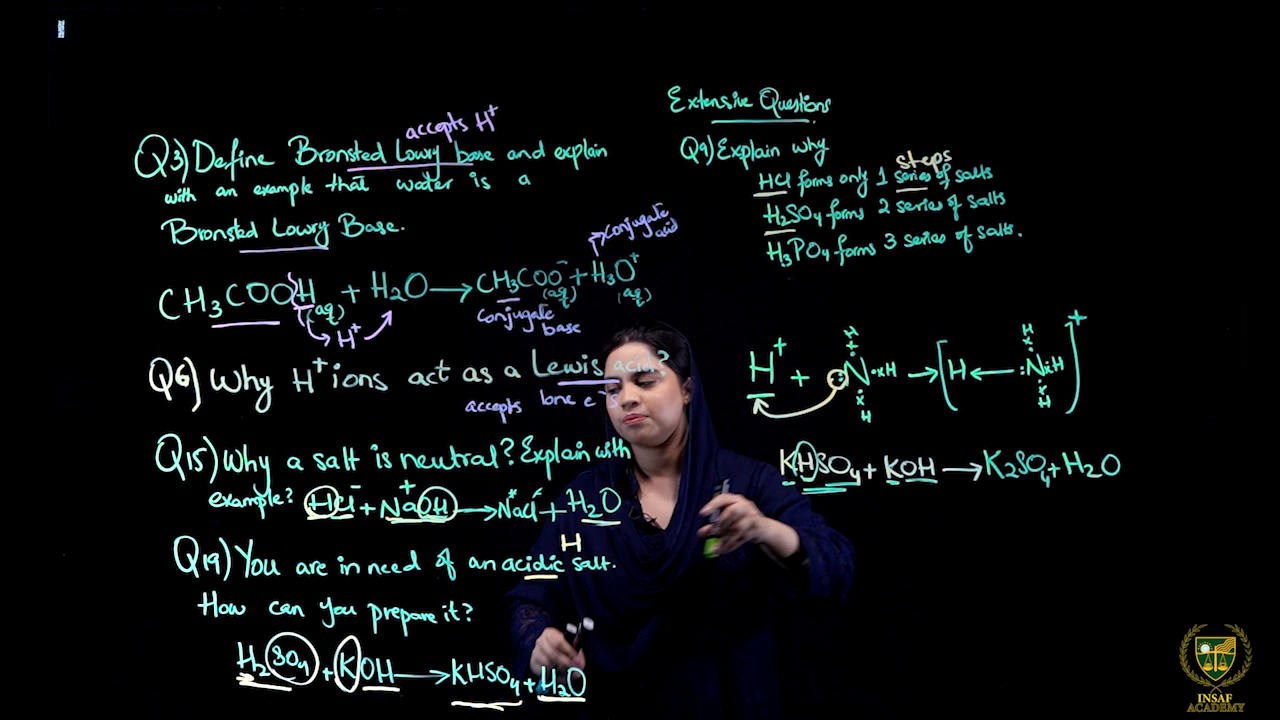 accepts H⁺
Q3) Define Bronsted Lowry base and explain
with an example that water is a
Bronsted Lowry Base.
CH₃COOH(aq) + H₂O → CH₃COO⁻(aq) + H₃O⁺(aq)
conjugate acid
H⁺
conjugate base
Q6) Why H⁺ ions act as a Lewis acid?
accepts lone e⁻s
Q15) Why a salt is neutral? Explain with
example? HCl⁻ + Na⁺OH → Na⁺Cl⁻ + H₂O
H
Q19) You are in need of an acidic salt.
How can you prepare it?
H₂SO₄ + KOH → KHSO₄ + H₂O
Extensive Questions
Q9) Explain why
steps
HCl forms only 1 series of salts
H₂SO₄ forms 2 series of salts
H₃PO₄ forms 3 series of salts.
H⁺ + :N H H H → [H ← :N H H H]⁺
KHSO₄ + KOH → K₂SO₄ + H₂O
INSAF
ACADEMY